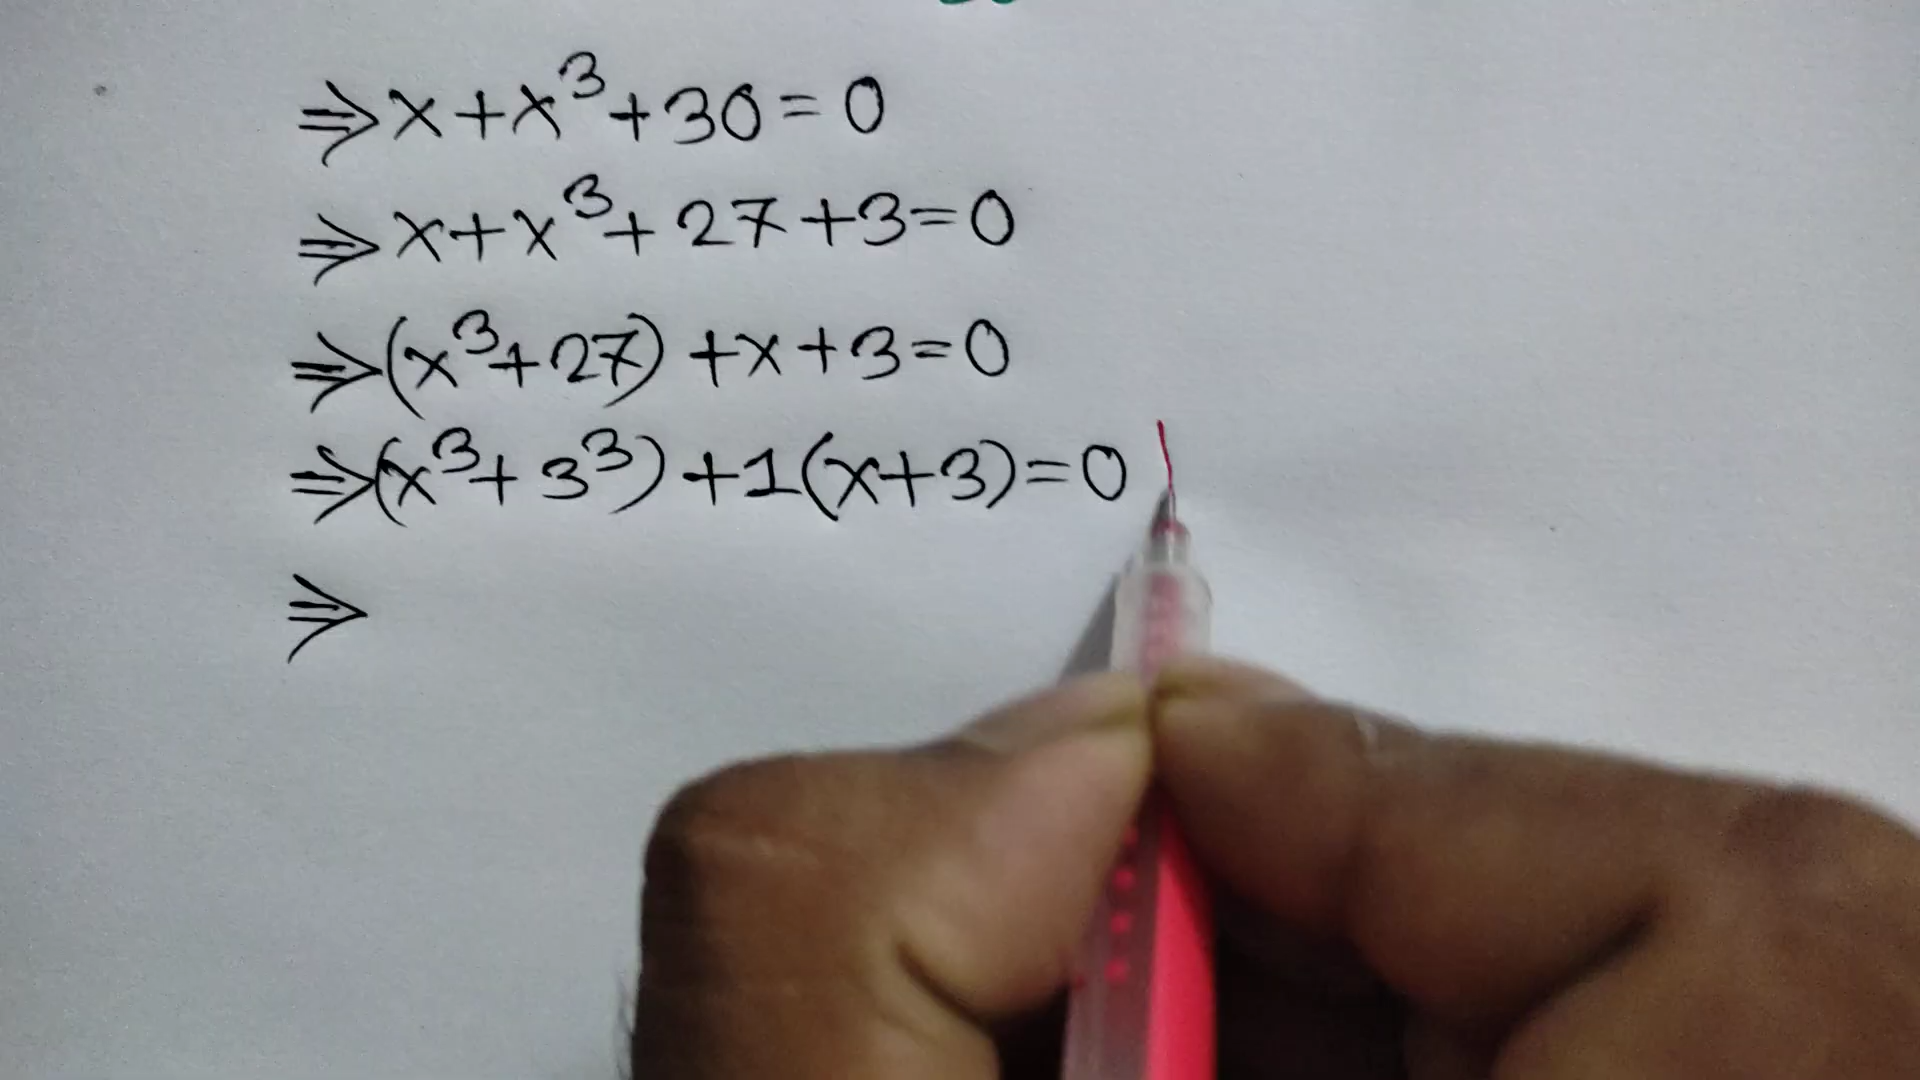 ⇒x+x³+30=0
⇒x+x³+27+3=0
⇒(x³+27)+x+3=0
⇒(x³+3³)+1(x+3)=0
⇒